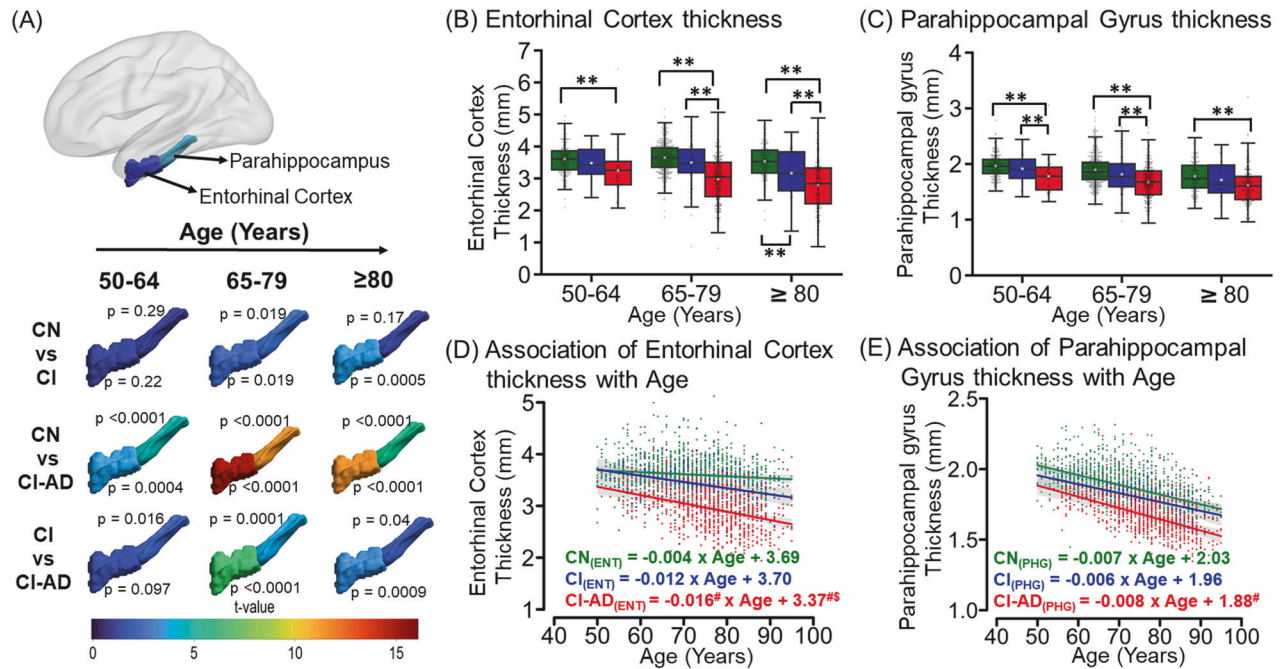 (A)
Parahippocampus
Entorhinal Cortex
Age (Years)
50-64 65-79 ≥80
CN
vs
CI
p = 0.29 p = 0.019 p = 0.17
p = 0.22 p = 0.019 p = 0.0005
CN
vs
CI-AD
p <0.0001 p <0.0001 p <0.0001
p = 0.0004 p <0.0001 p <0.0001
CI
vs
CI-AD
p = 0.016 p = 0.0001 p = 0.04
p = 0.097 p <0.0001 p = 0.0009
t-value
0 5 10 15
(B) Entorhinal Cortex thickness
Entorhinal Cortex
Thickness (mm)
7
6
5
4
3
2
1
0
** ** ** ** ** **
50-64 65-79 ≥ 80
Age (Years)
(C) Parahippocampal Gyrus thickness
Parahippocampal gyrus
Thickness (mm)
4
3
2
1
0
** ** ** ** **
50-64 65-79 ≥ 80
Age (Years)
(D) Association of Entorhinal Cortex
thickness with Age
Entorhinal Cortex
Thickness (mm)
5
4
3
2
1
CN(ENT) = -0.004 x Age + 3.69
CI(ENT) = -0.012 x Age + 3.70
CI-AD(ENT) = -0.016# x Age + 3.37#$
40 50 60 70 80 90 100
Age (Years)
(E) Association of Parahippocampal
Gyrus thickness with Age
Parahippocampal gyrus
Thickness (mm)
2.5
2.0
1.5
1.0
CN(PHG) = -0.007 x Age + 2.03
CI(PHG) = -0.006 x Age + 1.96
CI-AD(PHG) = -0.008 x Age + 1.88#
40 50 60 70 80 90 100
Age (Years)